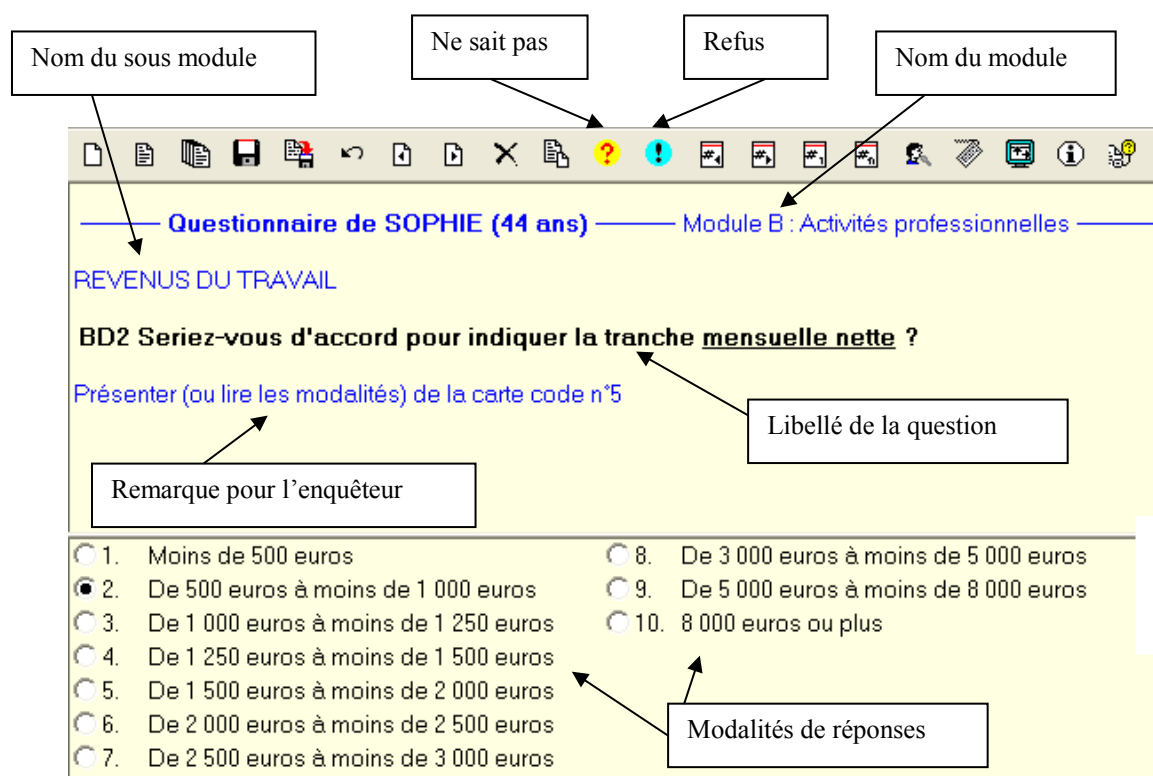 Nom du sous module
Ne sait pas
Refus
Nom du module
Questionnaire de SOPHIE (44 ans) Module B : Activités professionnelles
REVENUS DU TRAVAIL
BD2 Seriez-vous d'accord pour indiquer la tranche mensuelle nette ?
Présenter (ou lire les modalités) de la carte code n°5
Libellé de la question
Remarque pour l’enquêteur
1. Moins de 500 euros
2. De 500 euros à moins de 1 000 euros
3. De 1 000 euros à moins de 1 250 euros
4. De 1 250 euros à moins de 1 500 euros
5. De 1 500 euros à moins de 2 000 euros
6. De 2 000 euros à moins de 2 500 euros
7. De 2 500 euros à moins de 3 000 euros
8. De 3 000 euros à moins de 5 000 euros
9. De 5 000 euros à moins de 8 000 euros
10. 8 000 euros ou plus
Modalités de réponses